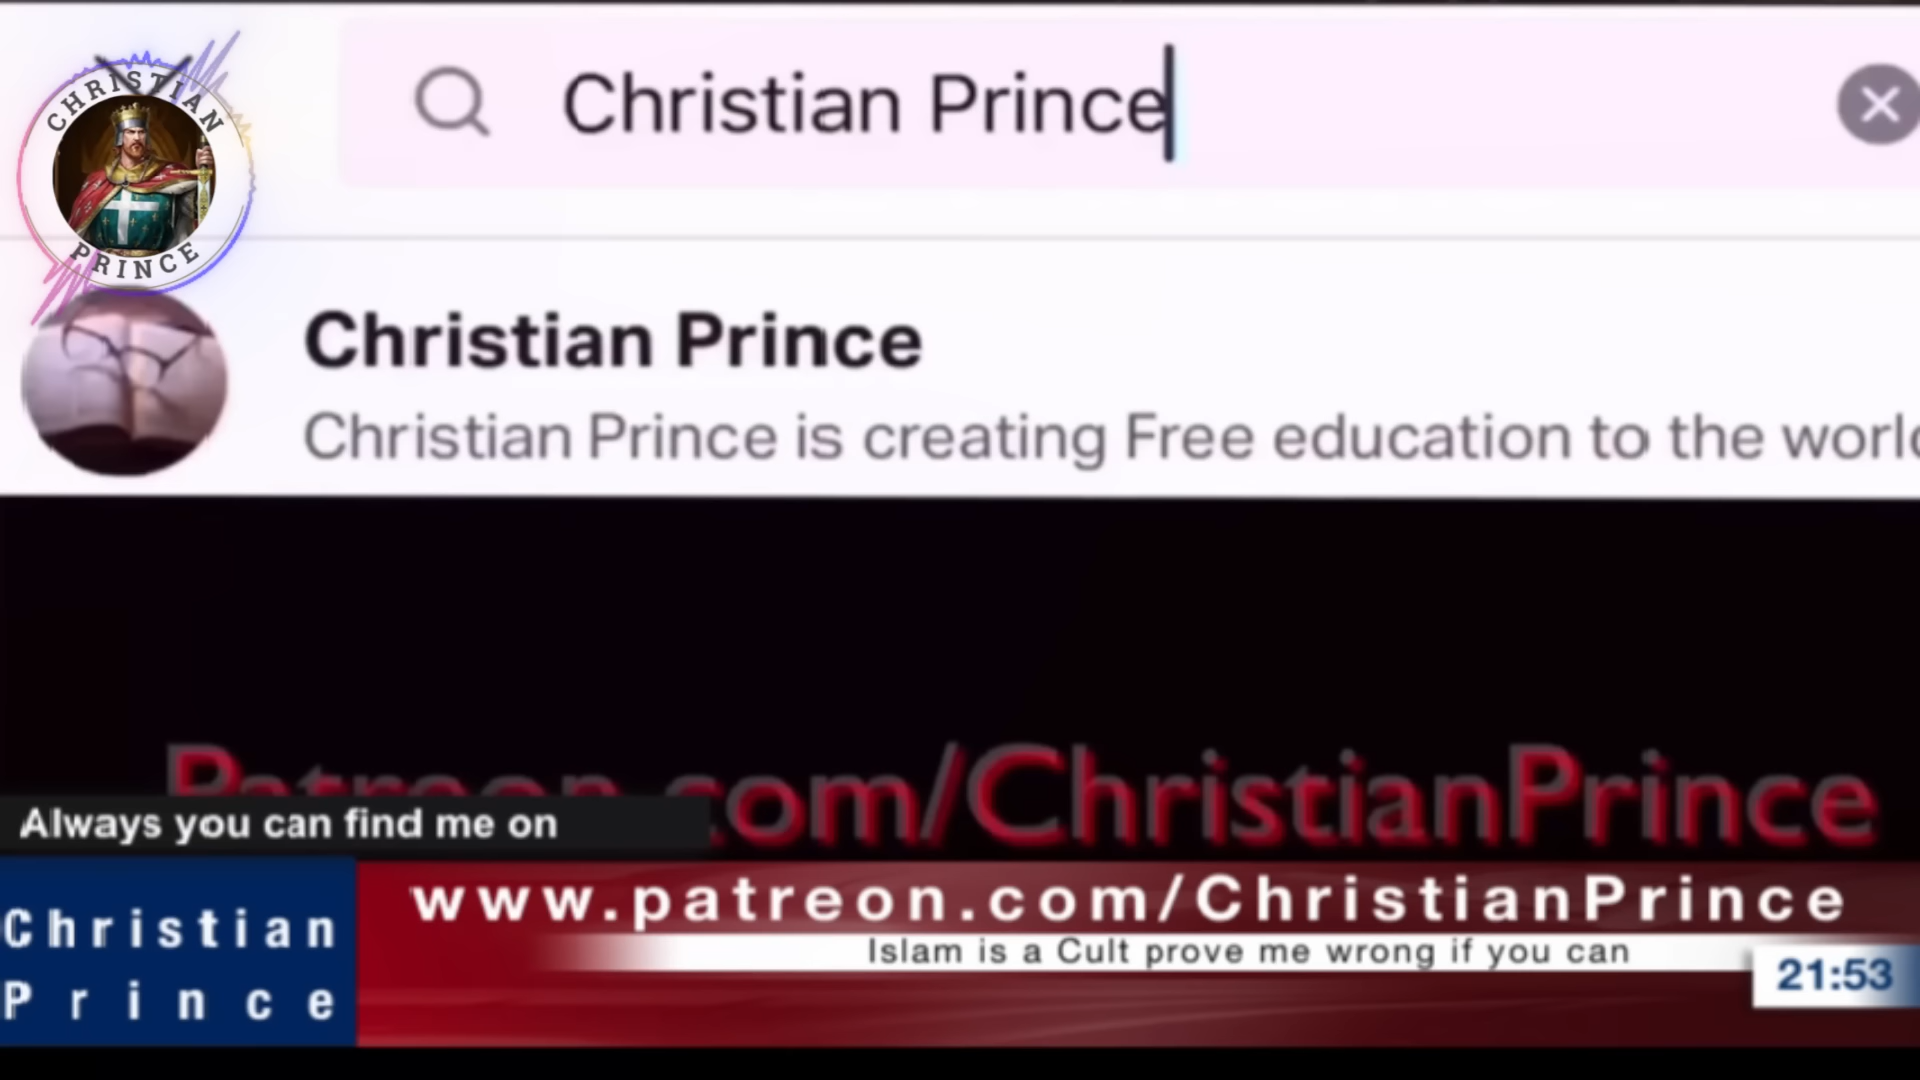 CHRISTIAN
PRINCE
Christian Prince
Christian Prince
Christian Prince is creating Free education to the
Patreon.com/ChristianPrince
Always you can find me on
Christian
Prince
www.patreon.com/ChristianPrince
Islam is a Cult prove me wrong if you can
21:53